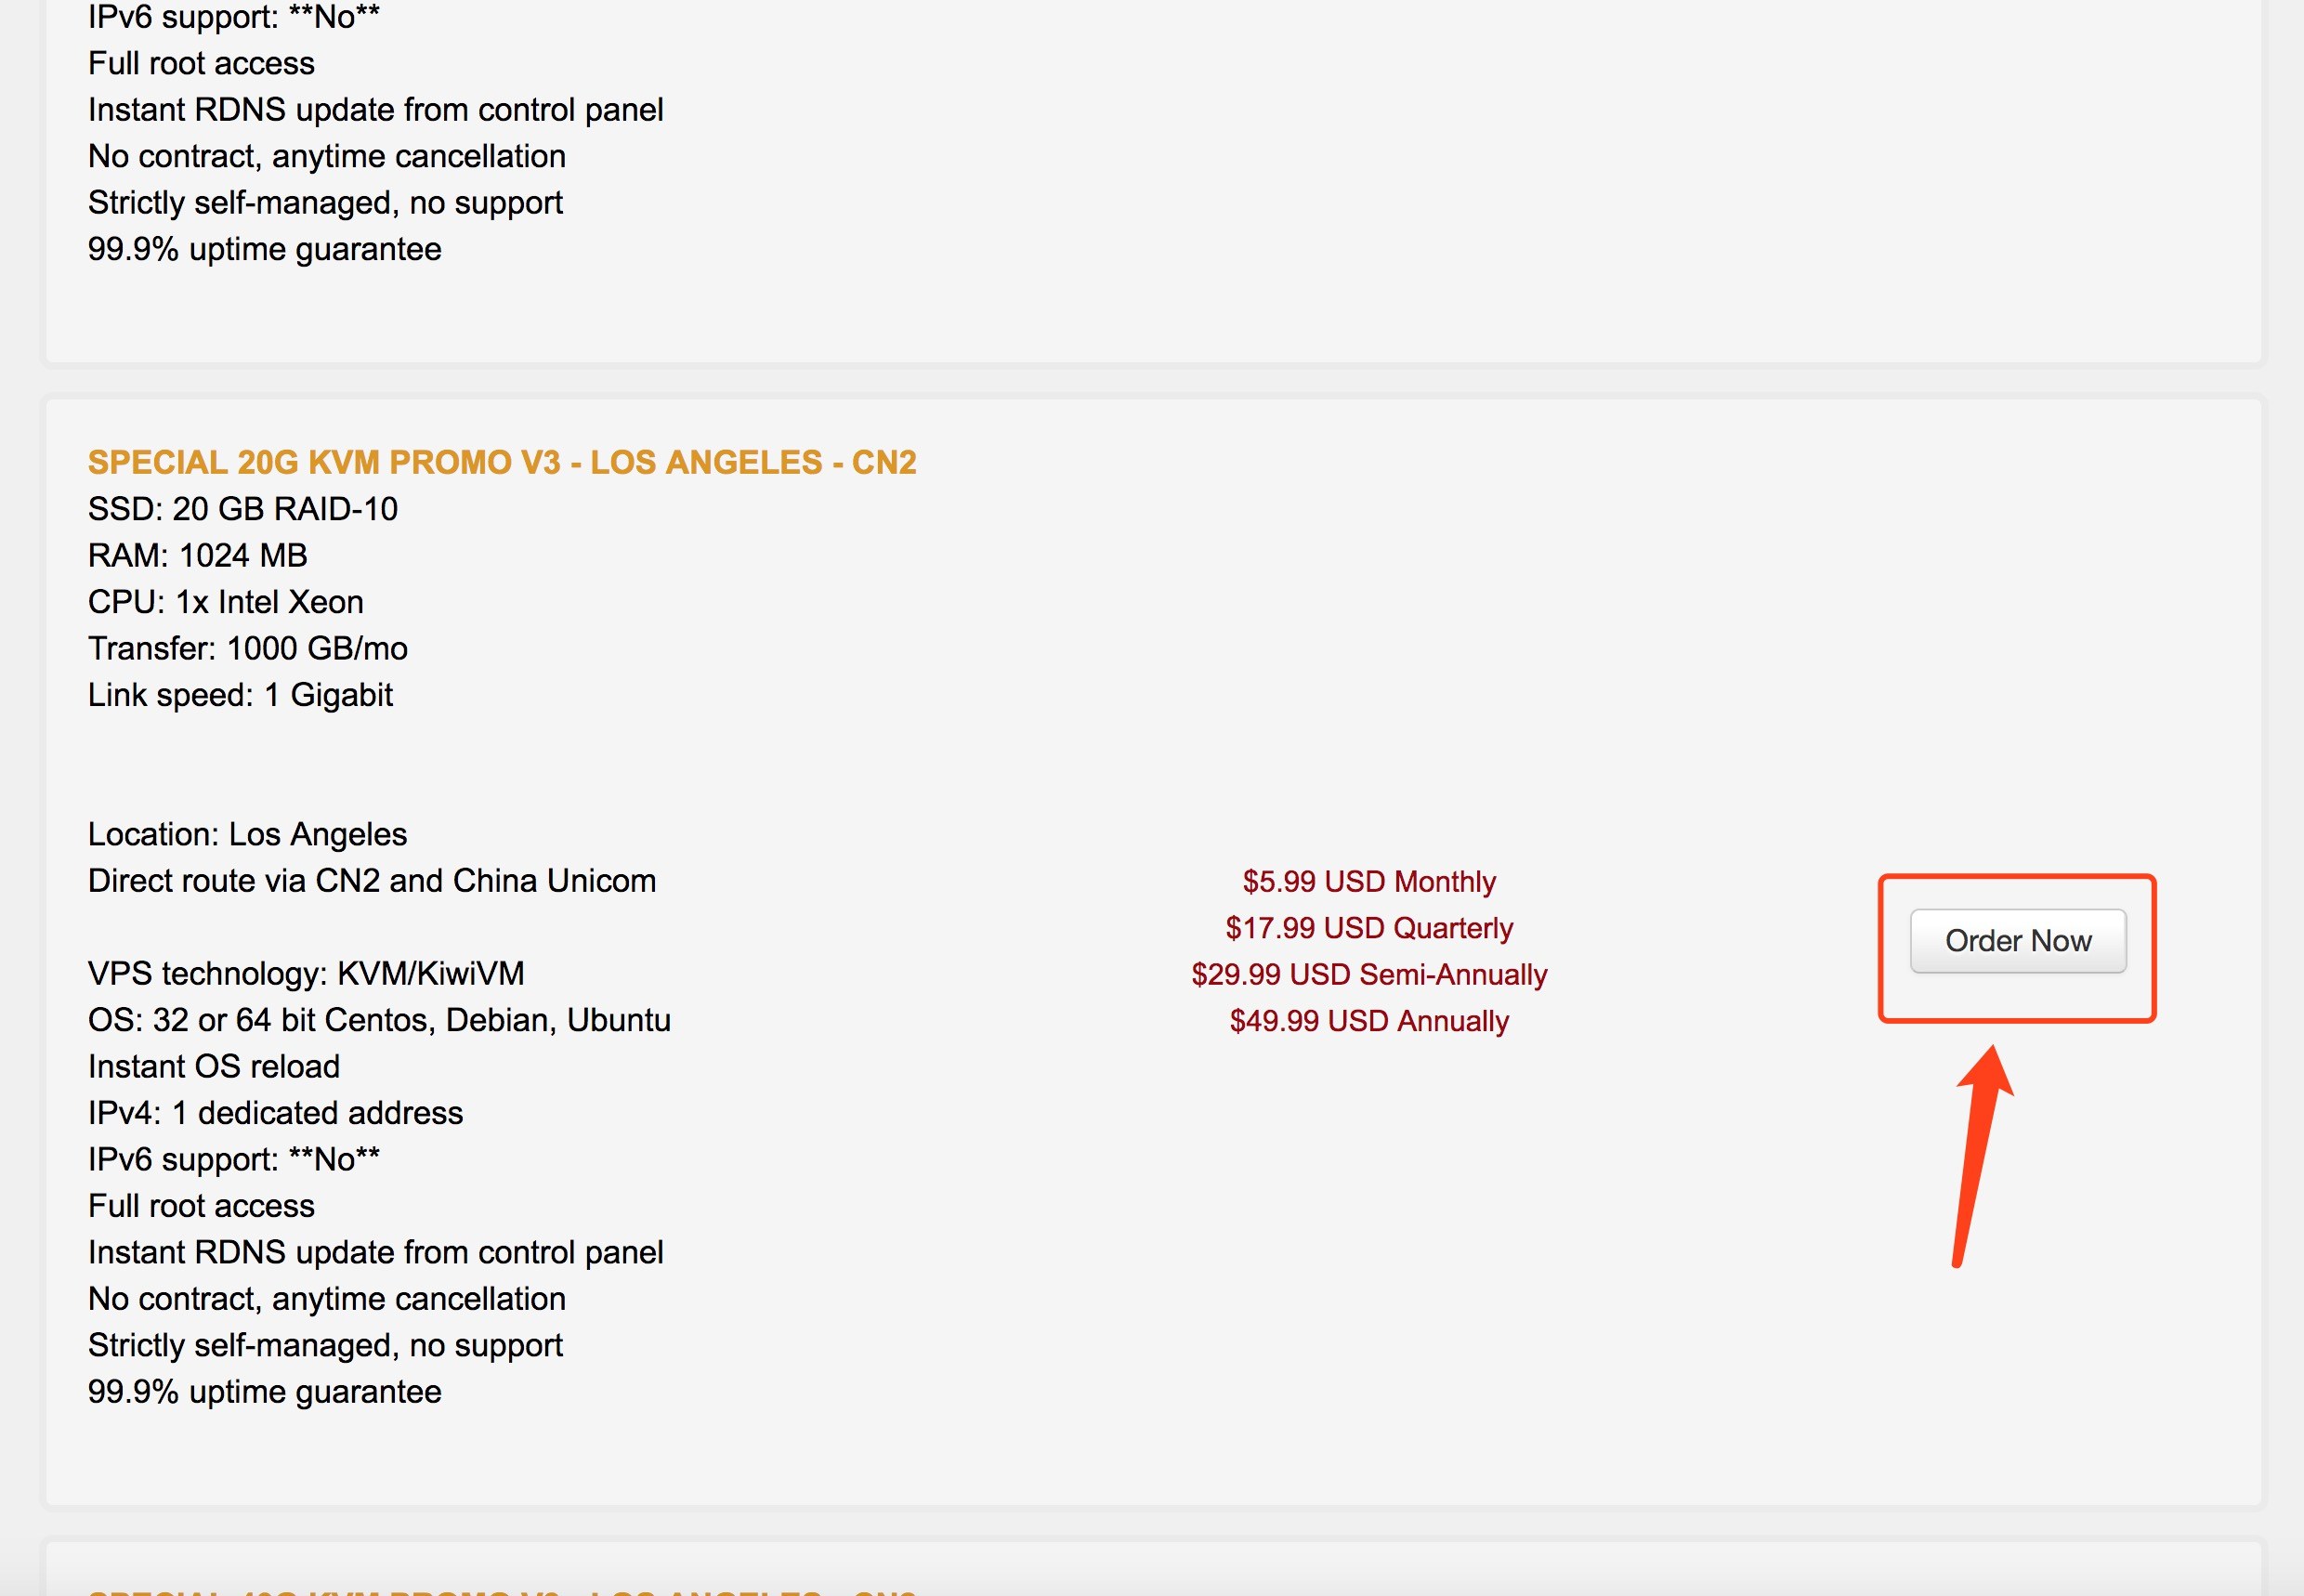 IPv6 support: **No**
Full root access
Instant RDNS update from control panel
No contract, anytime cancellation
Strictly self-managed, no support
99.9% uptime guarantee
SPECIAL 20G KVM PROMO V3 - LOS ANGELES - CN2
SSD: 20 GB RAID-10
RAM: 1024 MB
CPU: 1x Intel Xeon
Transfer: 1000 GB/mo
Link speed: 1 Gigabit
Location: Los Angeles
Direct route via CN2 and China Unicom
VPS technology: KVM/KiwiVM
OS: 32 or 64 bit Centos, Debian, Ubuntu
Instant OS reload
IPv4: 1 dedicated address
IPv6 support: **No**
Full root access
Instant RDNS update from control panel
No contract, anytime cancellation
Strictly self-managed, no support
99.9% uptime guarantee
$5.99 USD Monthly
$17.99 USD Quarterly
$29.99 USD Semi-Annually
$49.99 USD Annually
Order Now